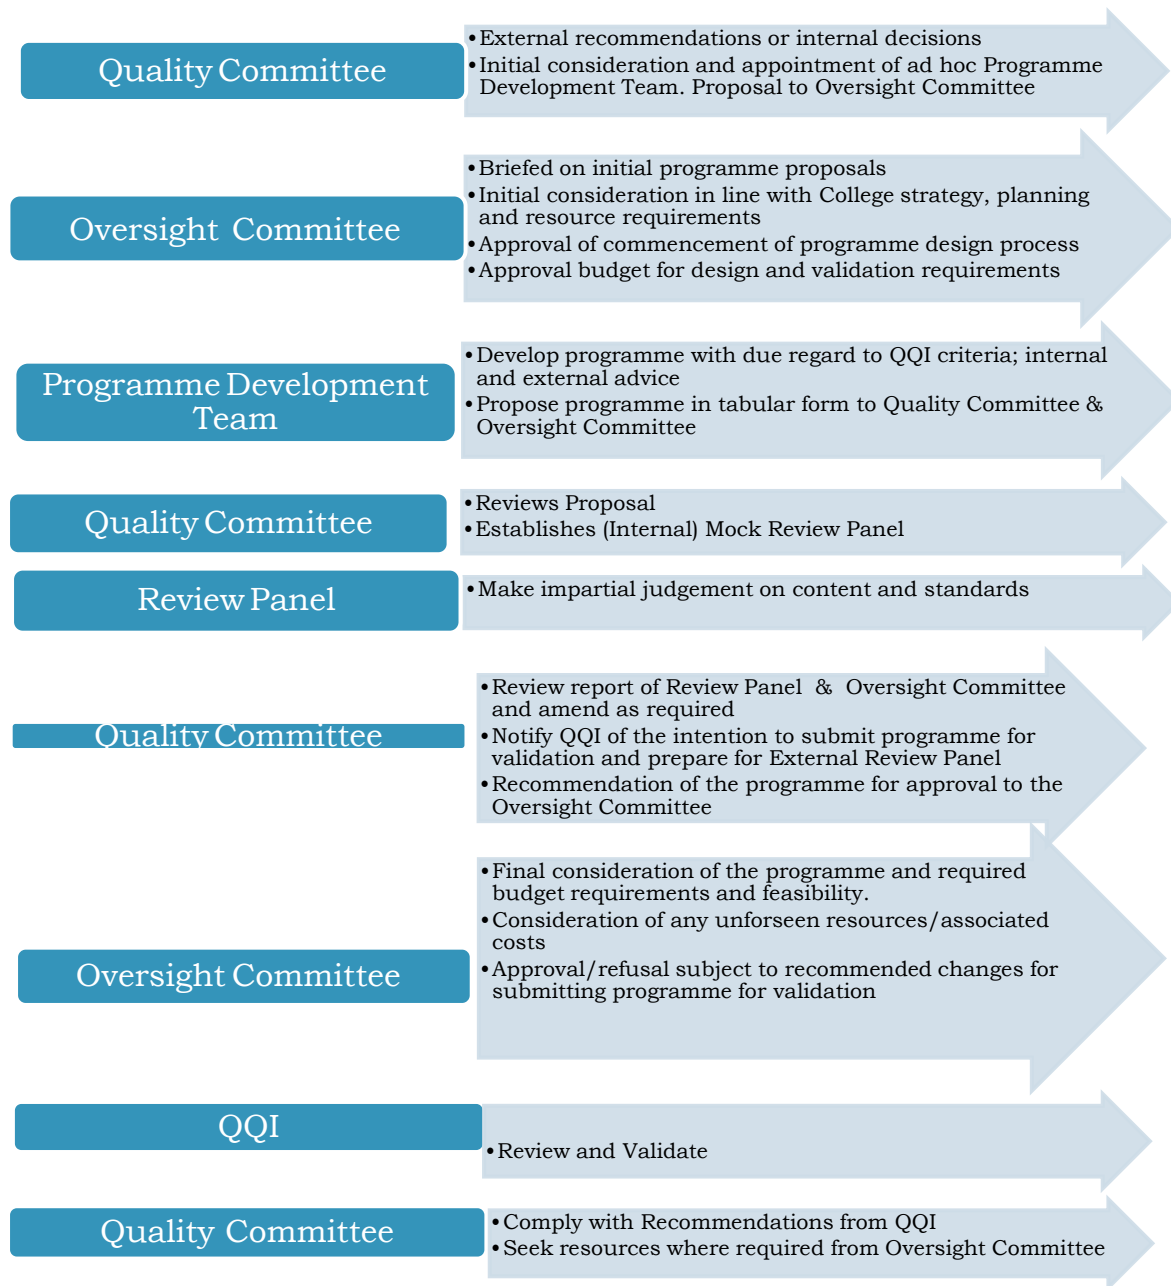 Quality Committee
•External recommendations or internal decisions
•Initial consideration and appointment of ad hoc Programme
Development Team. Proposal to Oversight Committee
Oversight Committee
•Briefed on initial programme proposals
•Initial consideration in line with College strategy, planning
and resource requirements
•Approval of commencement of programme design process
•Approval budget for design and validation requirements
Programme Development
Team
•Develop programme with due regard to QQI criteria; internal
and external advice
•Propose programme in tabular form to Quality Committee &
Oversight Committee
Quality Committee
•Reviews Proposal
•Establishes (Internal) Mock Review Panel
Review Panel
•Make impartial judgement on content and standards
Quality Committee
•Review report of Review Panel & Oversight Committee
and amend as required
•Notify QQI of the intention to submit programme for
validation and prepare for External Review Panel
•Recommendation of the programme for approval to the
Oversight Committee
Oversight Committee
•Final consideration of the programme and required
budget requirements and feasibility.
•Consideration of any unforseen resources/associated
costs
•Approval/refusal subject to recommended changes for
submitting programme for validation
QQI
•Review and Validate
Quality Committee
•Comply with Recommendations from QQI
•Seek resources where required from Oversight Committee